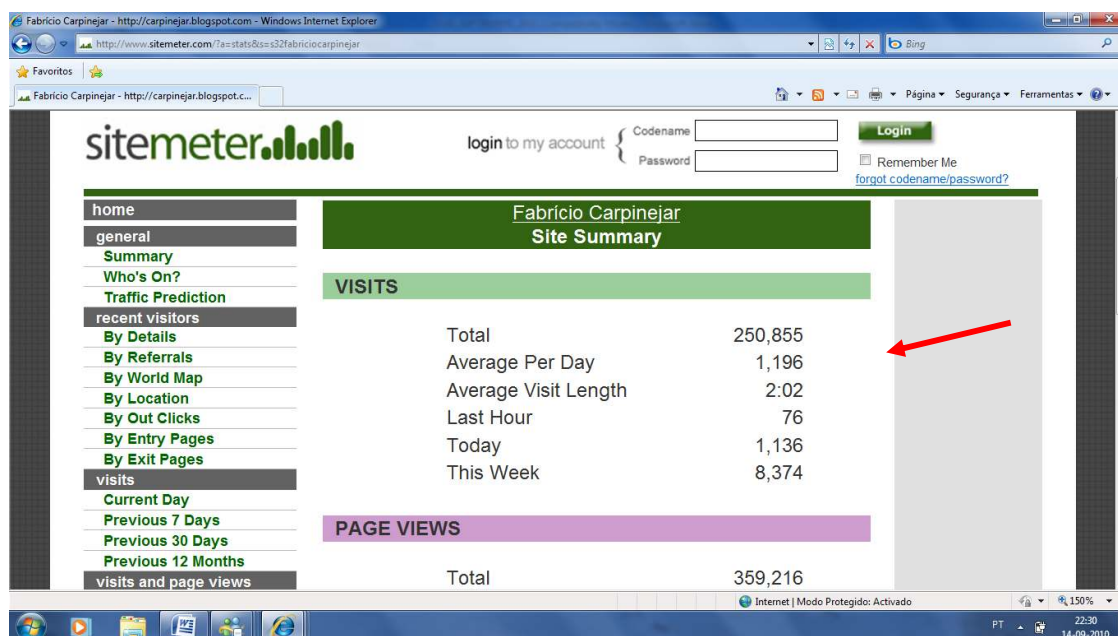 Fabrício Carpinejar - http://carpinejar.blogspot.com - Windows Internet Explorer
http://www.sitemeter.com/?a=stats&s=s32fabriciocarpinejar
Bing
Favoritos
Fabrício Carpinejar - http://carpinejar.blogspot.c...
Página Segurança Ferramentas
sitemeter
login to my account
Codename
Password
Login
Remember Me
forgot codename/password?
home
general
Summary
Who's On?
Traffic Prediction
recent visitors
By Details
By Referrals
By World Map
By Location
By Out Clicks
By Entry Pages
By Exit Pages
visits
Current Day
Previous 7 Days
Previous 30 Days
Previous 12 Months
visits and page views
Fabrício Carpinejar
Site Summary
VISITS
Total 250,855
Average Per Day 1,196
Average Visit Length 2:02
Last Hour 76
Today 1,136
This Week 8,374
PAGE VIEWS
Total 359,216
Internet | Modo Protegido: Activado
150%
PT
22:30
14-09-2010